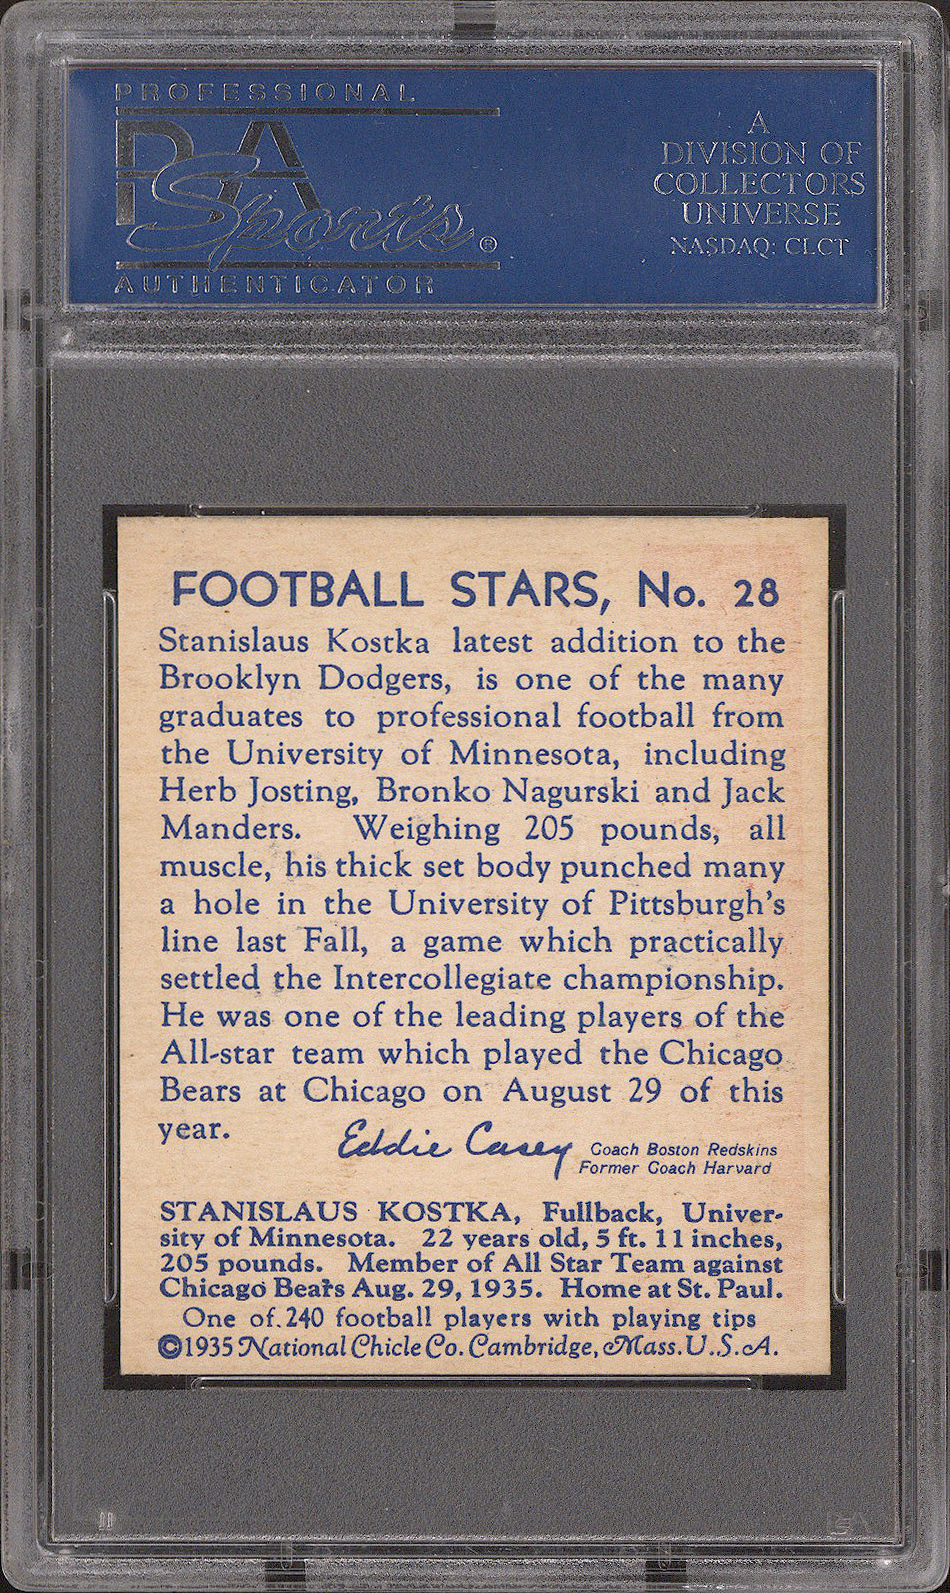 PROFESSIONAL
PSA
Sports®
AUTHENTICATOR
A
DIVISION OF
COLLECTORS
UNIVERSE
NASDAQ: CLCT
FOOTBALL STARS, No. 28
Stanislaus Kostka latest addition to the
Brooklyn Dodgers, is one of the many
graduates to professional football from
the University of Minnesota, including
Herb Josting, Bronko Nagurski and Jack
Manders. Weighing 205 pounds, all
muscle, his thick set body punched many
a hole in the University of Pittsburgh's
line last Fall, a game which practically
settled the Intercollegiate championship.
He was one of the leading players of the
All-star team which played the Chicago
Bears at Chicago on August 29 of this
year.
Eddie Casey
Coach Boston Redskins
Former Coach Harvard
STANISLAUS KOSTKA, Fullback, Univer-
sity of Minnesota. 22 years old, 5 ft. 11 inches,
205 pounds. Member of All Star Team against
Chicago Bears Aug. 29, 1935. Home at St. Paul.
One of 240 football players with playing tips
©1935 National Chicle Co. Cambridge, Mass. U.S.A.